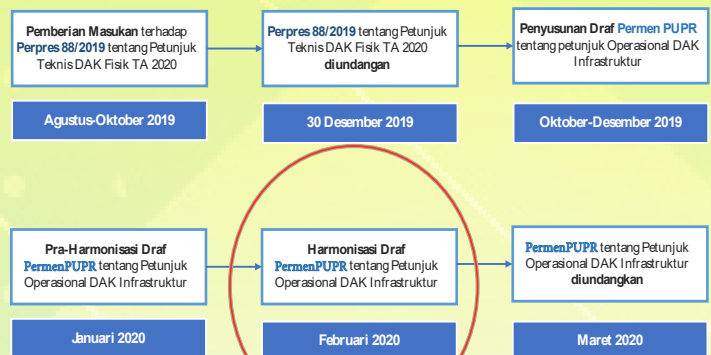 Pemberian Masukan terhadap
Perpres 88/2019 tentang Petunjuk
Teknis DAK Fisik TA 2020
Perpres 88/2019 tentang Petunjuk
Teknis DAK Fisik TA 2020
diundangan
Penyusunan Draf Permen PUPR
tentang petunjuk Operasional DAK
Infrastruktur
Agustus-Oktober 2019
30 Desember 2019
Oktober-Desember 2019
Pra-Harmonisasi Draf
PermenPUPR tentang Petunjuk
Operasional DAK Infrastruktur
Harmonisasi Draf
PermenPUPR tentang Petunjuk
Operasional DAK Infrastruktur
PermenPUPR tentang Petunjuk
Operasional DAK Infrastruktur
diundangkan
Januari 2020
Februari 2020
Maret 2020